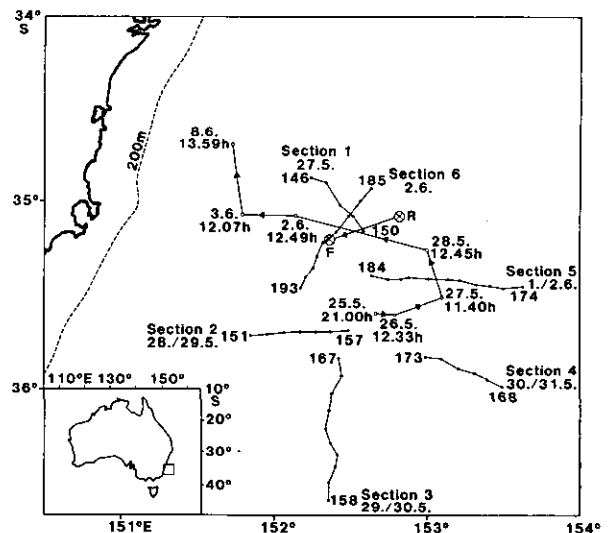 34°
S
200m
8.6.
13.59h
Section 1
27.5.
146
185
Section 6
2.6.
35°
3.6.
12.07h
2.6.
12.49h
F
R
150
28.5.
12.45h
193
184
Section 5
1./2.6.
174
25.5.
21.00h
26.5.
12.33h
27.5.
11.40h
Section 2
28./29.5.
151
157
167
173
Section 4
30./31.5.
168
36°
158
Section 3
29./30.5.
110°E 130° 150°
10°
S
20°
30°
40°
151°E 152° 153° 154°